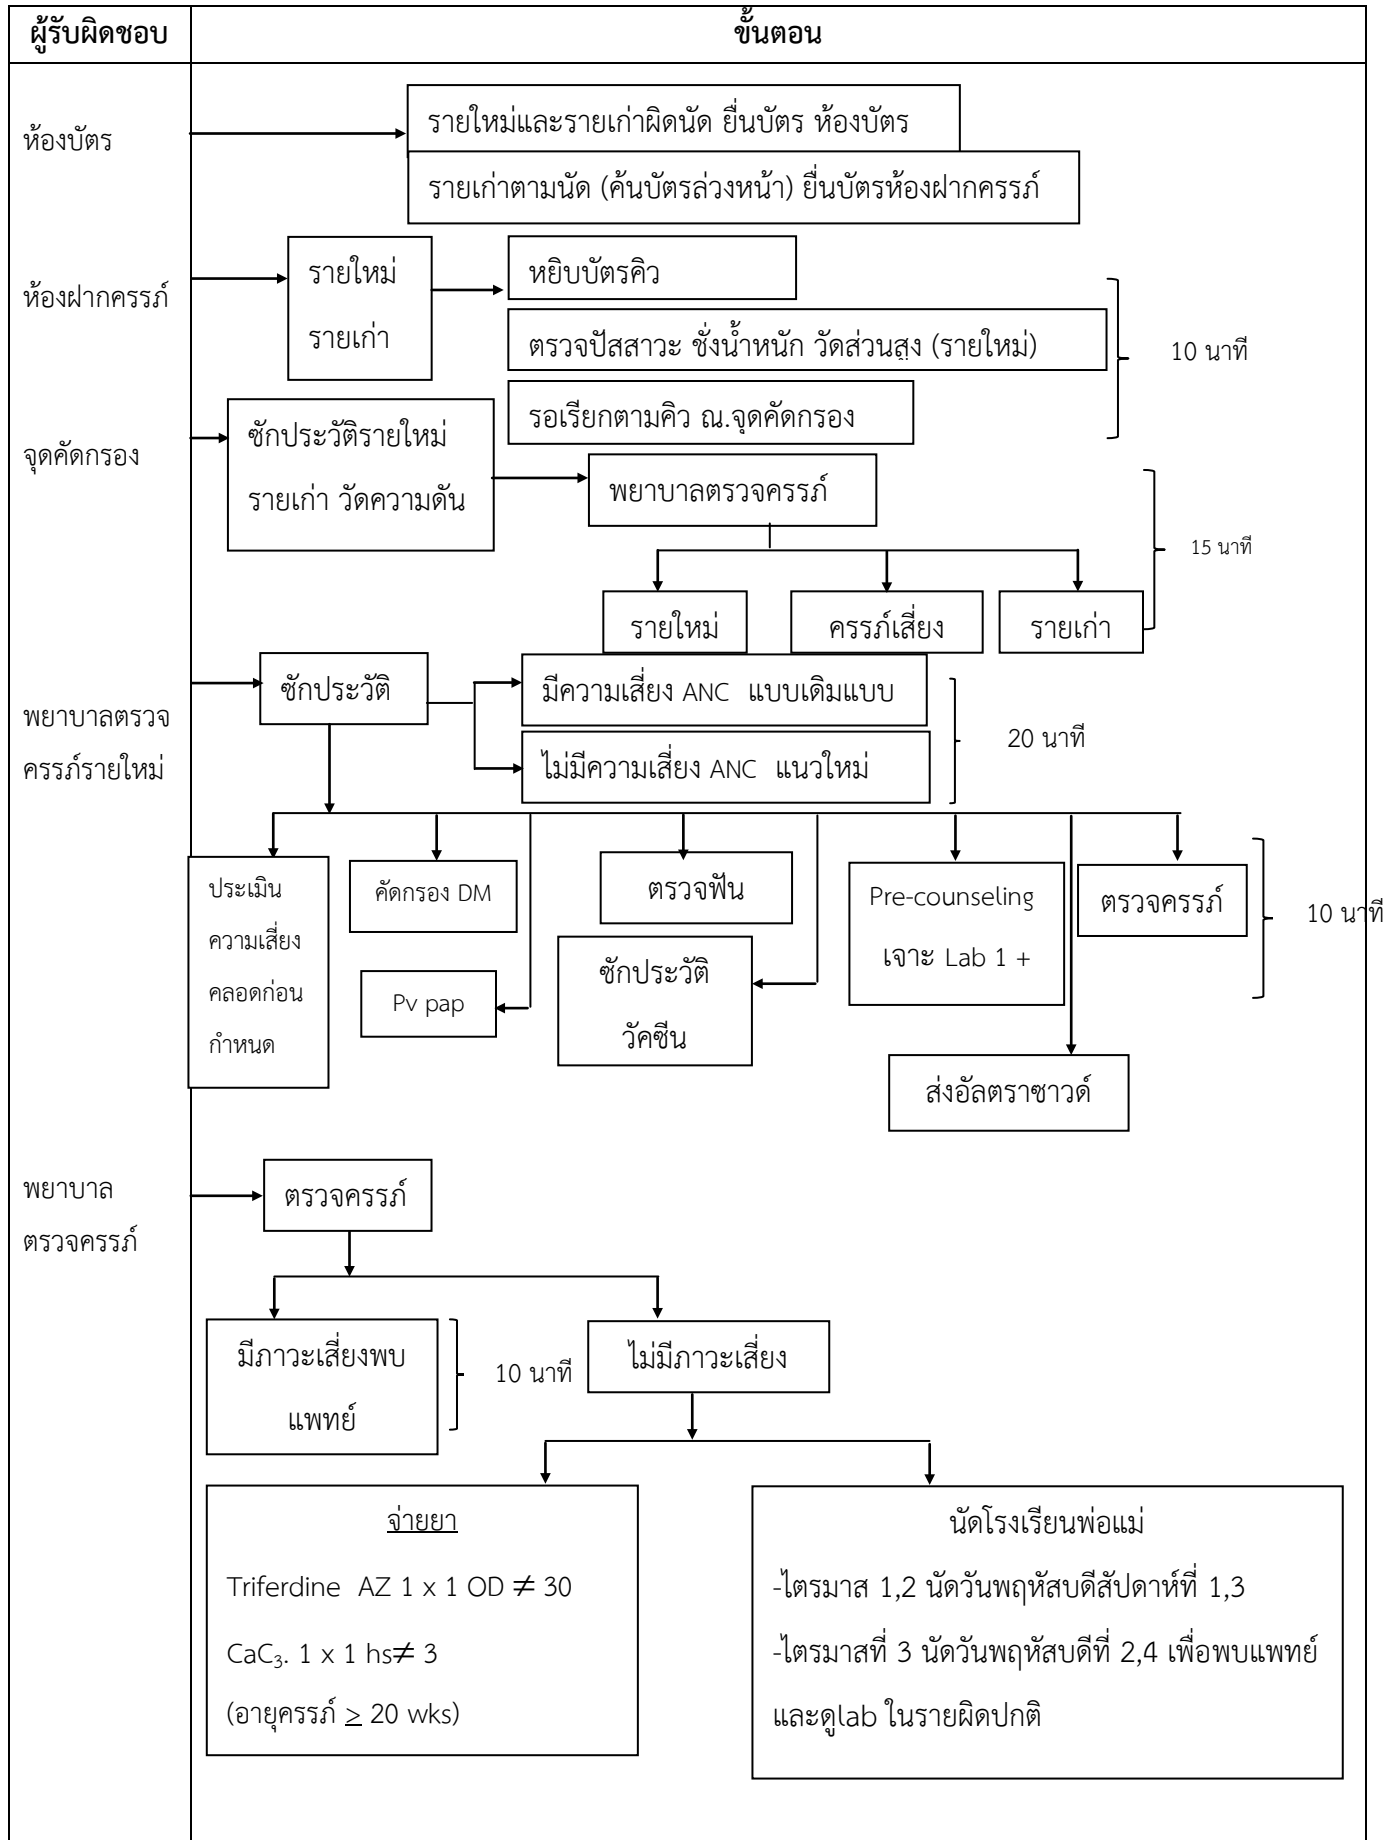 ผู้รับผิดชอบ
ขั้นตอน
ห้องบัตร
รายใหม่และรายเก่าผิดนัด ยื่นบัตร ห้องบัตร
รายเก่าตามนัด (ค้นบัตรล่วงหน้า) ยื่นบัตรห้องฝากครรภ์
ห้องฝากครรภ์
รายใหม่
รายเก่า
หยิบบัตรคิว
ตรวจปัสสาวะ ชั่งน้ำหนัก วัดส่วนสูง (รายใหม่)
รอเรียกตามคิว ณ.จุดคัดกรอง
10 นาที
จุดคัดกรอง
ซักประวัติรายใหม่
รายเก่า วัดความดัน
พยาบาลตรวจครรภ์
15 นาที
รายใหม่
ครรภ์เสี่ยง
รายเก่า
พยาบาลตรวจ
ครรภ์รายใหม่
ซักประวัติ
มีความเสี่ยง ANC แบบเดิมแบบ
ไม่มีความเสี่ยง ANC แนวใหม่
20 นาที
ประเมิน
ความเสี่ยง
คลอดก่อน
กำหนด
คัดกรอง DM
Pv pap
ตรวจฟัน
ซักประวัติ
วัคซีน
Pre-counseling
เจาะ Lab 1 +
ตรวจครรภ์
10 นาที
ส่งอัลตราซาวด์
พยาบาล
ตรวจครรภ์
ตรวจครรภ์
มีภาวะเสี่ยงพบ
แพทย์
10 นาที
ไม่มีภาวะเสี่ยง
จ่ายยา
Triferdine AZ 1 x 1 OD ≠ 30
CaC₃. 1 x 1 hs≠ 3
(อายุครรภ์ ≥ 20 wks)
นัดโรงเรียนพ่อแม่
-ไตรมาส 1,2 นัดวันพฤหัสบดีสัปดาห์ที่ 1,3
-ไตรมาสที่ 3 นัดวันพฤหัสบดีที่ 2,4 เพื่อพบแพทย์
และดูlab ในรายผิดปกติ